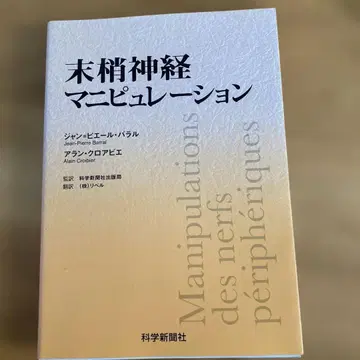 末梢神経
マニピュレーション
ジャン=ピエール・バラル
Jean-Pierre Barral
アラン・クロアビエ
Alain Croibier
監訳 科学新聞社出版局
翻訳 (株)リベル
Manipulations
des nerfs
périphériques
科学新聞社